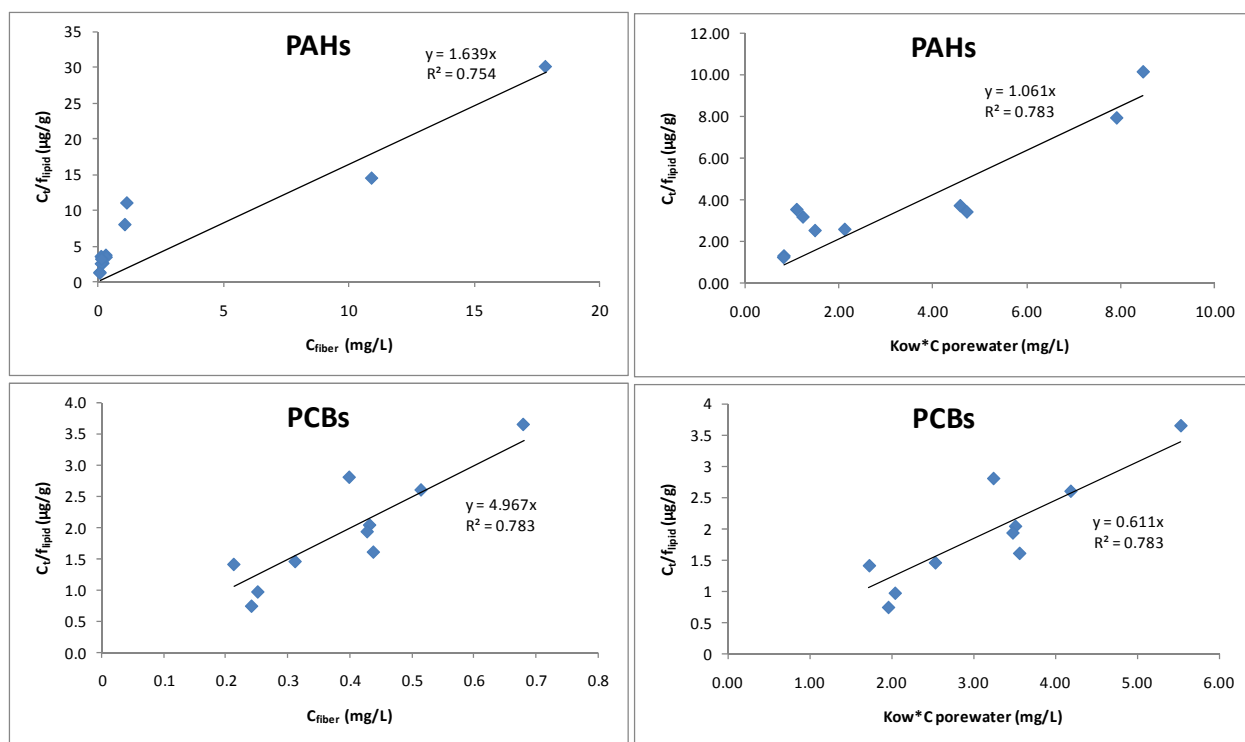 PAHs
y = 1.639x
R² = 0.754
35
30
25
20
15
10
5
0
0 5 10 15 20
Ct/flipid (µg/g)
Cfiber (mg/L)
PAHs
y = 1.061x
R² = 0.783
12.00
10.00
8.00
6.00
4.00
2.00
0.00
0.00 2.00 4.00 6.00 8.00 10.00
Ct/flipid (µg/g)
Kow*C porewater (mg/L)
PCBs
y = 4.967x
R² = 0.783
4.0
3.5
3.0
2.5
2.0
1.5
1.0
0.5
0.0
0 0.1 0.2 0.3 0.4 0.5 0.6 0.7 0.8
Ct/flipid (µg/g)
Cfiber (mg/L)
PCBs
y = 0.611x
R² = 0.783
4
3.5
3
2.5
2
1.5
1
0.5
0
0.00 1.00 2.00 3.00 4.00 5.00 6.00
Ct/flipid (µg/g)
Kow*C porewater (mg/L)